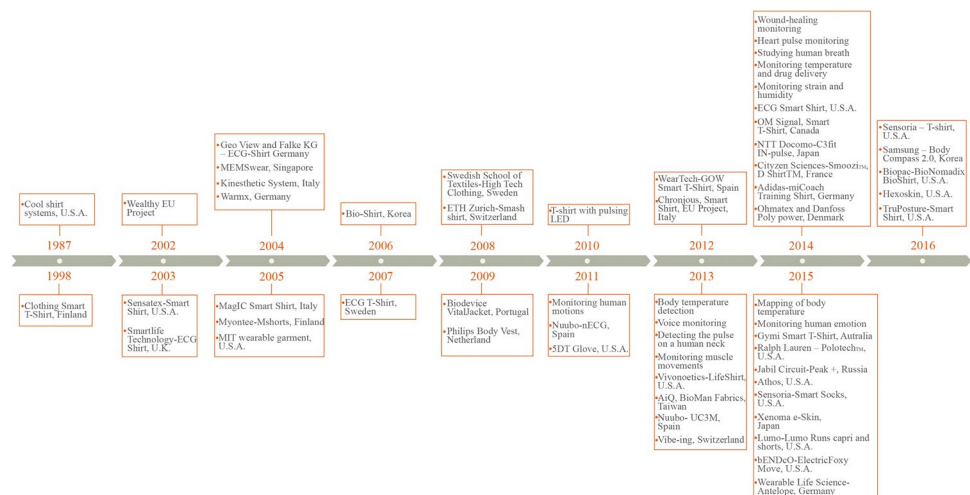 •Cool shirt
systems, U.S.A.
1987
•Wealthy EU
Project
2002
•Geo View and Falke KG
– ECG-Shirt Germany
•MEMSwear, Singapore
•Kinesthetic System, Italy
•Warmx, Germany
2004
•Bio-Shirt, Korea
2006
•Swedish School of
Textiles-High Tech
Clothing, Sweden
•ETH Zurich-Smash
shirt, Switzerland
2008
•T-shirt with pulsing
LED
2010
•WearTech-GOW
Smart T-Shirt, Spain
•Chronjous, Smart
Shirt, EU Project,
Italy
2012
•Wound-healing
monitoring
•Heart pulse monitoring
•Studying human breath
•Monitoring temperature
and drug delivery
•Monitoring strain and
humidity
•ECG Smart Shirt, U.S.A.
•OM Signal, Smart
T-Shirt, Canada
•NTT Docomo-C3fit
IN-pulse, Japan
•Cityzen Sciences-Smoozi™,
D ShirtTM, France
•Adidas-miCoach
Training Shirt, Germany
•Ohmatex and Danfoss
Poly power, Denmark
2014
•Sensoria – T-shirt,
U.S.A.
•Samsung – Body
Compass 2.0, Korea
•Biopac-BioNomadix
BioShirt, U.S.A.
•Hexoskin, U.S.A.
•TruPosture-Smart
Shirt, U.S.A.
2016
1998
•Clothing Smart
T-Shirt, Finland
2003
•Sensatex-Smart
Shirt, U.S.A.
•Smartlife
Technology-ECG
Shirt, U.K.
2005
•MagIC Smart Shirt, Italy
•Myontee-Mshorts, Finland
•MIT wearable garment,
U.S.A.
2007
•ECG T-Shirt,
Sweden
2009
•Biodevice
VitalJacket, Portugal
•Philips Body Vest,
Netherland
2011
•Monitoring human
motions
•Nuubo-nECG,
Spain
•5DT Glove, U.S.A.
2013
•Body temperature
detection
•Voice monitoring
•Detecting the pulse
on a human neck
•Monitoring muscle
movements
•Vivonoetics-LifeShirt,
U.S.A.
•AiQ, BioMan Fabrics,
Taiwan
•Nuubo- UC3M,
Spain
•Vibe-ing, Switzerland
2015
•Mapping of body
temperature
•Monitoring human emotion
•Gymi Smart T-Shirt, Autralia
•Ralph Lauren – Polotech™,
U.S.A.
•Jabil Circuit-Peak +, Russia
•Athos, U.S.A.
•Sensoria-Smart Socks,
U.S.A.
•Xenoma e-Skin,
Japan
•Lumo-Lumo Runs capri and
shorts, U.S.A.
•bENDcO-ElectricFoxy
Move, U.S.A.
•Wearable Life Science-
Antelope, Germany